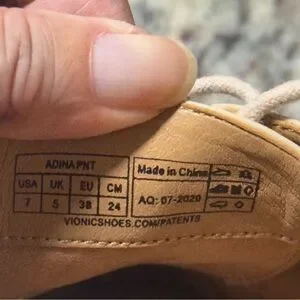 ADINA PNT
USA UK EU CM
7 5 38 24
Made in China
AQ: 07-2020
VIONICSHOES.COM/PATENTS